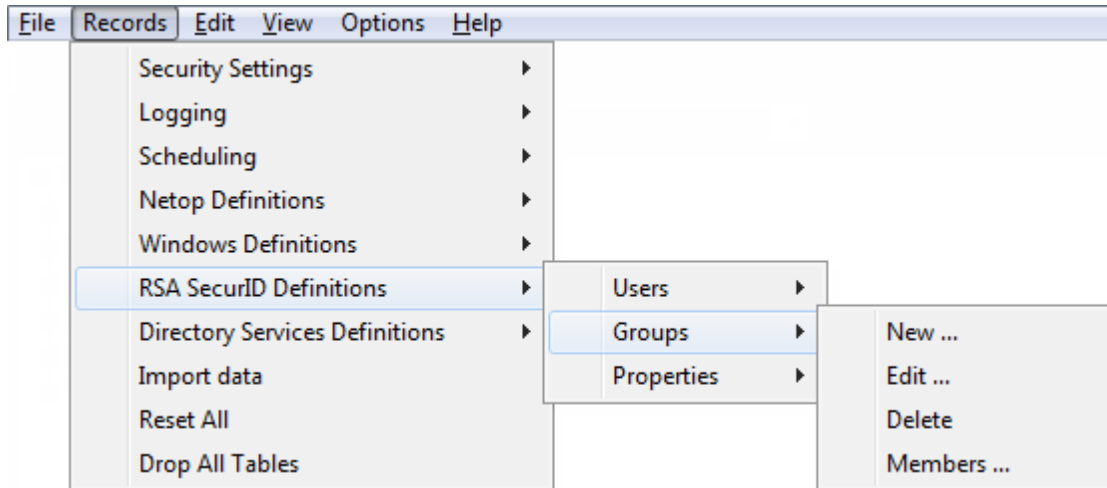 File Records Edit View Options Help
Security Settings
Logging
Scheduling
Netop Definitions
Windows Definitions
RSA SecurID Definitions
Directory Services Definitions
Import data
Reset All
Drop All Tables
Users
Groups
Properties
New ...
Edit ...
Delete
Members ...